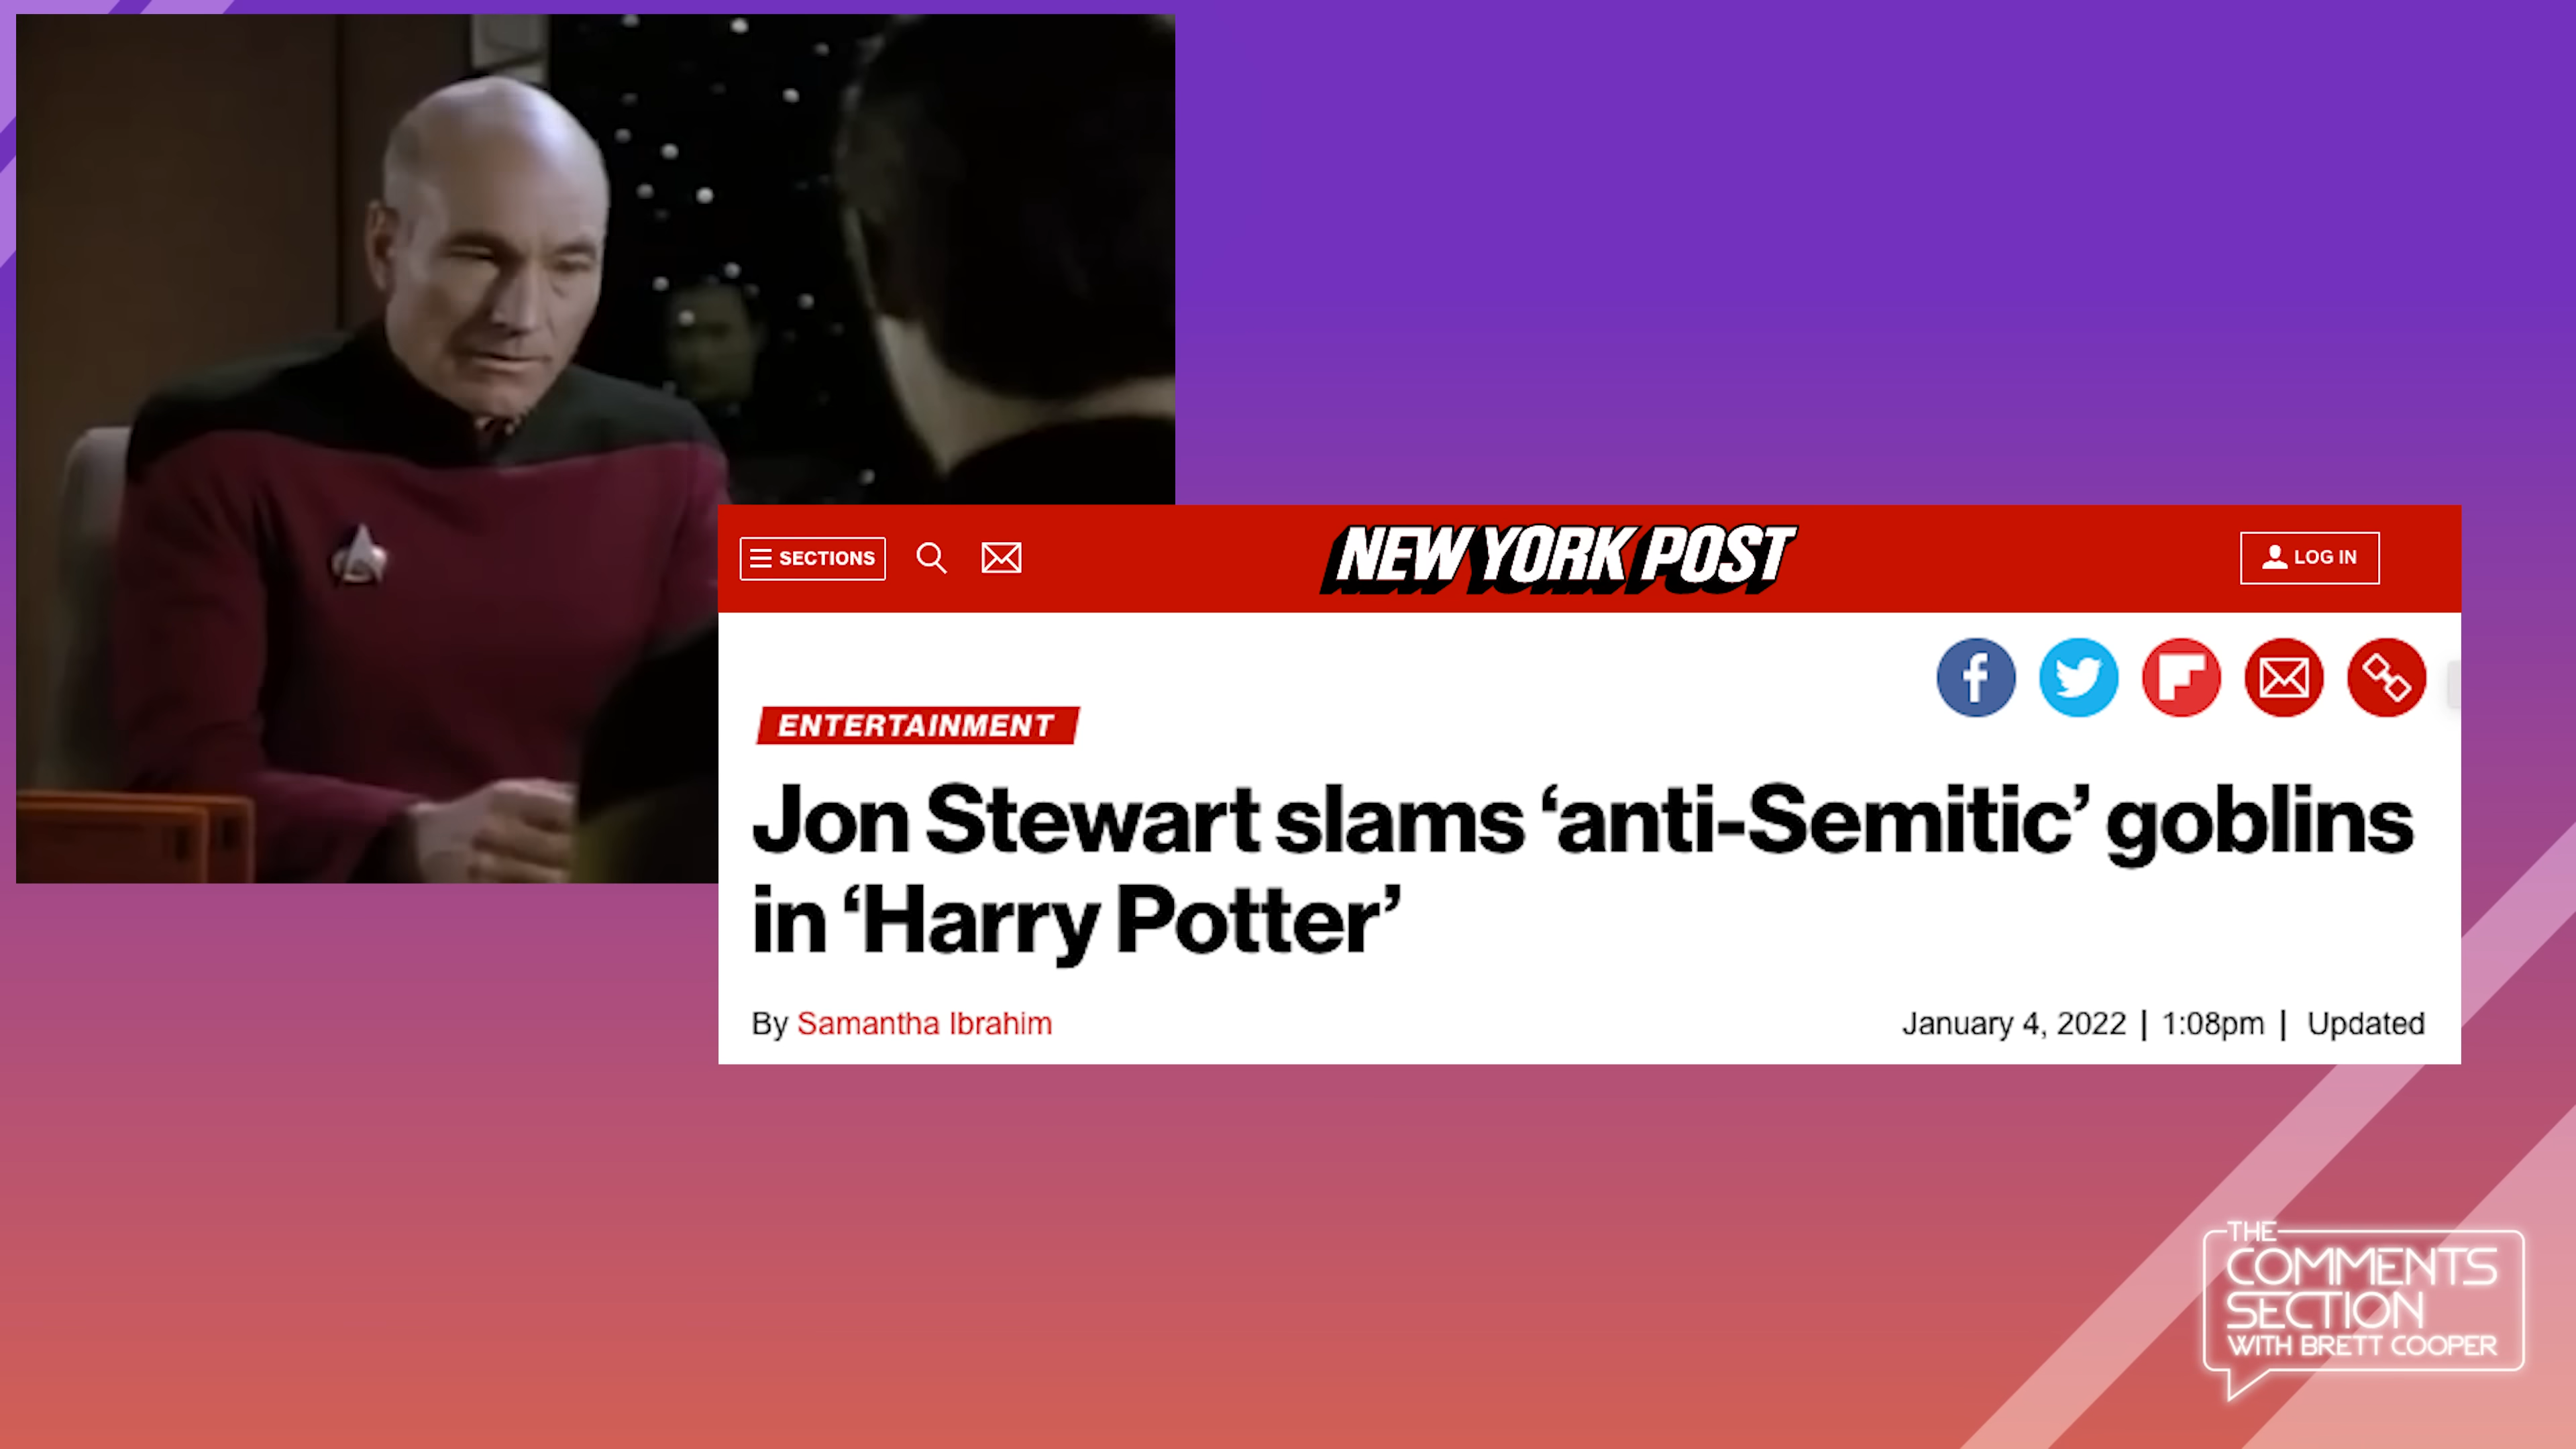 SECTIONS
NEW YORK POST
LOG IN
ENTERTAINMENT
Jon Stewart slams ‘anti-Semitic’ goblins
in ‘Harry Potter’
By Samantha Ibrahim
January 4, 2022 | 1:08pm | Updated
THE
COMMENTS
SECTION
WITH BRETT COOPER